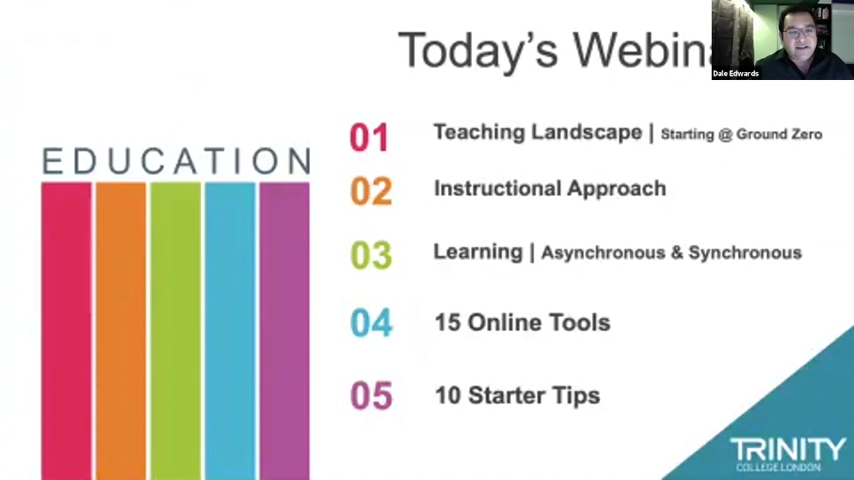 Today's Webina
Dale Edwards
EDUCATION
01 Teaching Landscape | Starting @ Ground Zero
02 Instructional Approach
03 Learning | Asynchronous & Synchronous
04 15 Online Tools
05 10 Starter Tips
TRINITY
COLLEGE LONDON